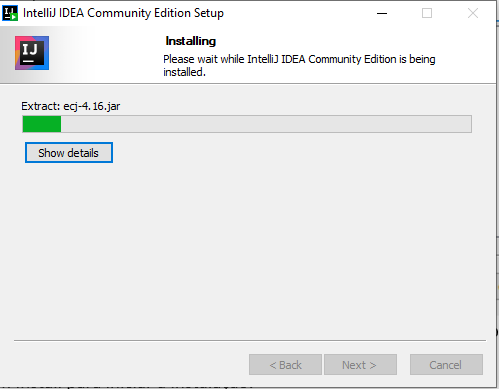 IntelliJ IDEA Community Edition Setup
IJ
Installing
Please wait while IntelliJ IDEA Community Edition is being
installed.
Extract: ecj-4.16.jar
Show details
< Back
Next >
Cancel